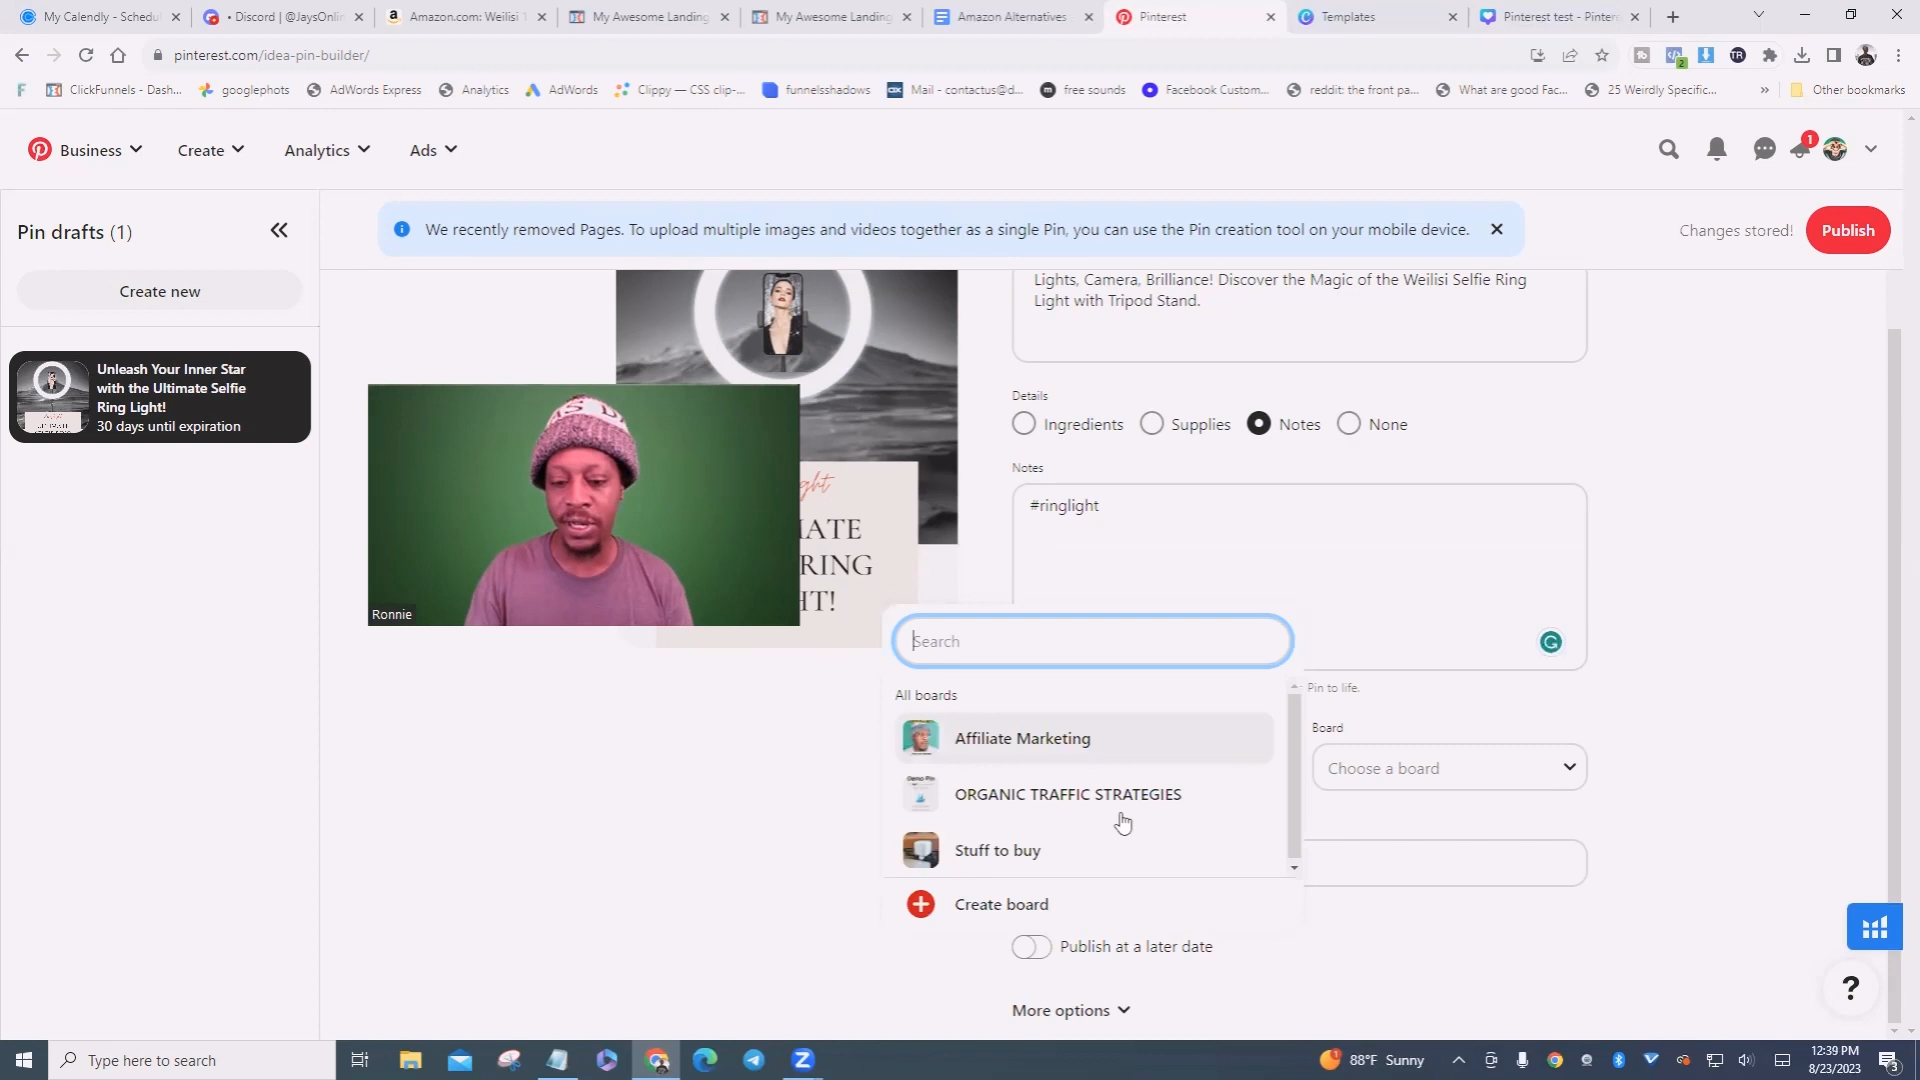 My Calendly - Schedul
• Discord | @JaysOnlin
Amazon.com: Weilisi 1
My Awesome Landing
My Awesome Landing
Amazon Alternatives
Pinterest
Templates
Pinterest test - Pinter
pinterest.com/idea-pin-builder/
ClickFunnels - Dash...
googlephots
AdWords Express
Analytics
AdWords
Clippy — CSS clip-...
funnelsshadows
Mail - contactus@d...
free sounds
Facebook Custom...
reddit: the front pa...
What are good Fac...
25 Weirdly Specific...
»
Other bookmarks
Business
Create
Analytics
Ads
1
Pin drafts (1)
We recently removed Pages. To upload multiple images and videos together as a single Pin, you can use the Pin creation tool on your mobile device.
Changes stored!
Publish
Create new
Lights, Camera, Brilliance! Discover the Magic of the Weilisi Selfie Ring
Light with Tripod Stand.
Unleash Your Inner Star
with the Ultimate Selfie
Ring Light!
30 days until expiration
Details
Ingredients
Supplies
Notes
None
Notes
#ringlight
IATE
RING
HT!
Ronnie
Search
Pin to life.
All boards
Affiliate Marketing
ORGANIC TRAFFIC STRATEGIES
Stuff to buy
Create board
Board
Choose a board
Publish at a later date
More options
?
Type here to search
88°F Sunny
12:39 PM
8/23/2023
3